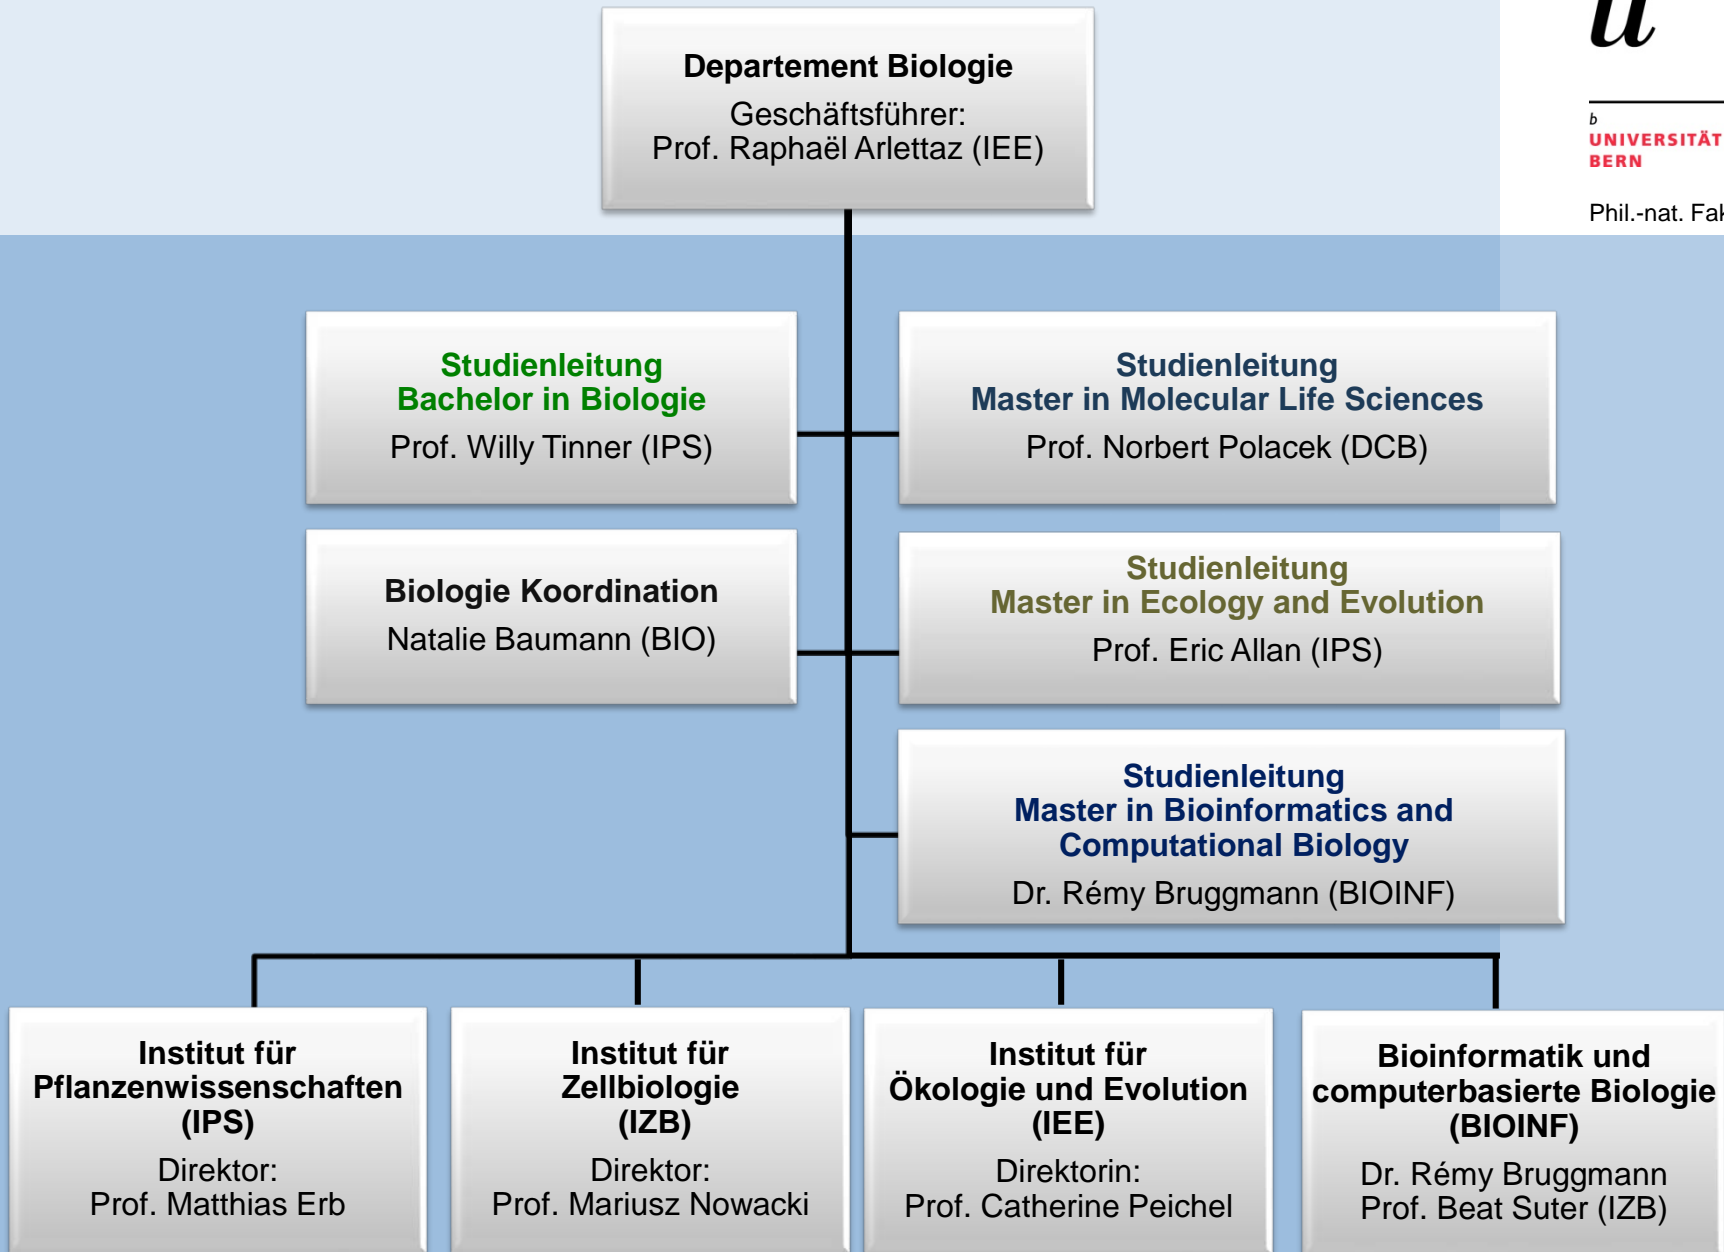 u
b
UNIVERSITÄT
BERN
Phil.-nat.
Departement Biologie
Geschäftsführer:
Prof. Raphaël Arlettaz (IEE)
Studienleitung
Bachelor in Biologie
Prof. Willy Tinner (IPS)
Studienleitung
Master in Molecular Life Sciences
Prof. Norbert Polacek (DCB)
Biologie Koordination
Natalie Baumann (BIO)
Studienleitung
Master in Ecology and Evolution
Prof. Eric Allan (IPS)
Studienleitung
Master in Bioinformatics and
Computational Biology
Dr. Rémy Bruggmann (BIOINF)
Institut für
Pflanzenwissenschaften
(IPS)
Direktor:
Prof. Matthias Erb
Institut für
Zellbiologie
(IZB)
Direktor:
Prof. Mariusz Nowacki
Institut für
Ökologie und Evolution
(IEE)
Direktorin:
Prof. Catherine Peichel
Bioinformatik und
computerbasierte Biologie
(BIOINF)
Dr. Rémy Bruggmann
Prof. Beat Suter (IZB)